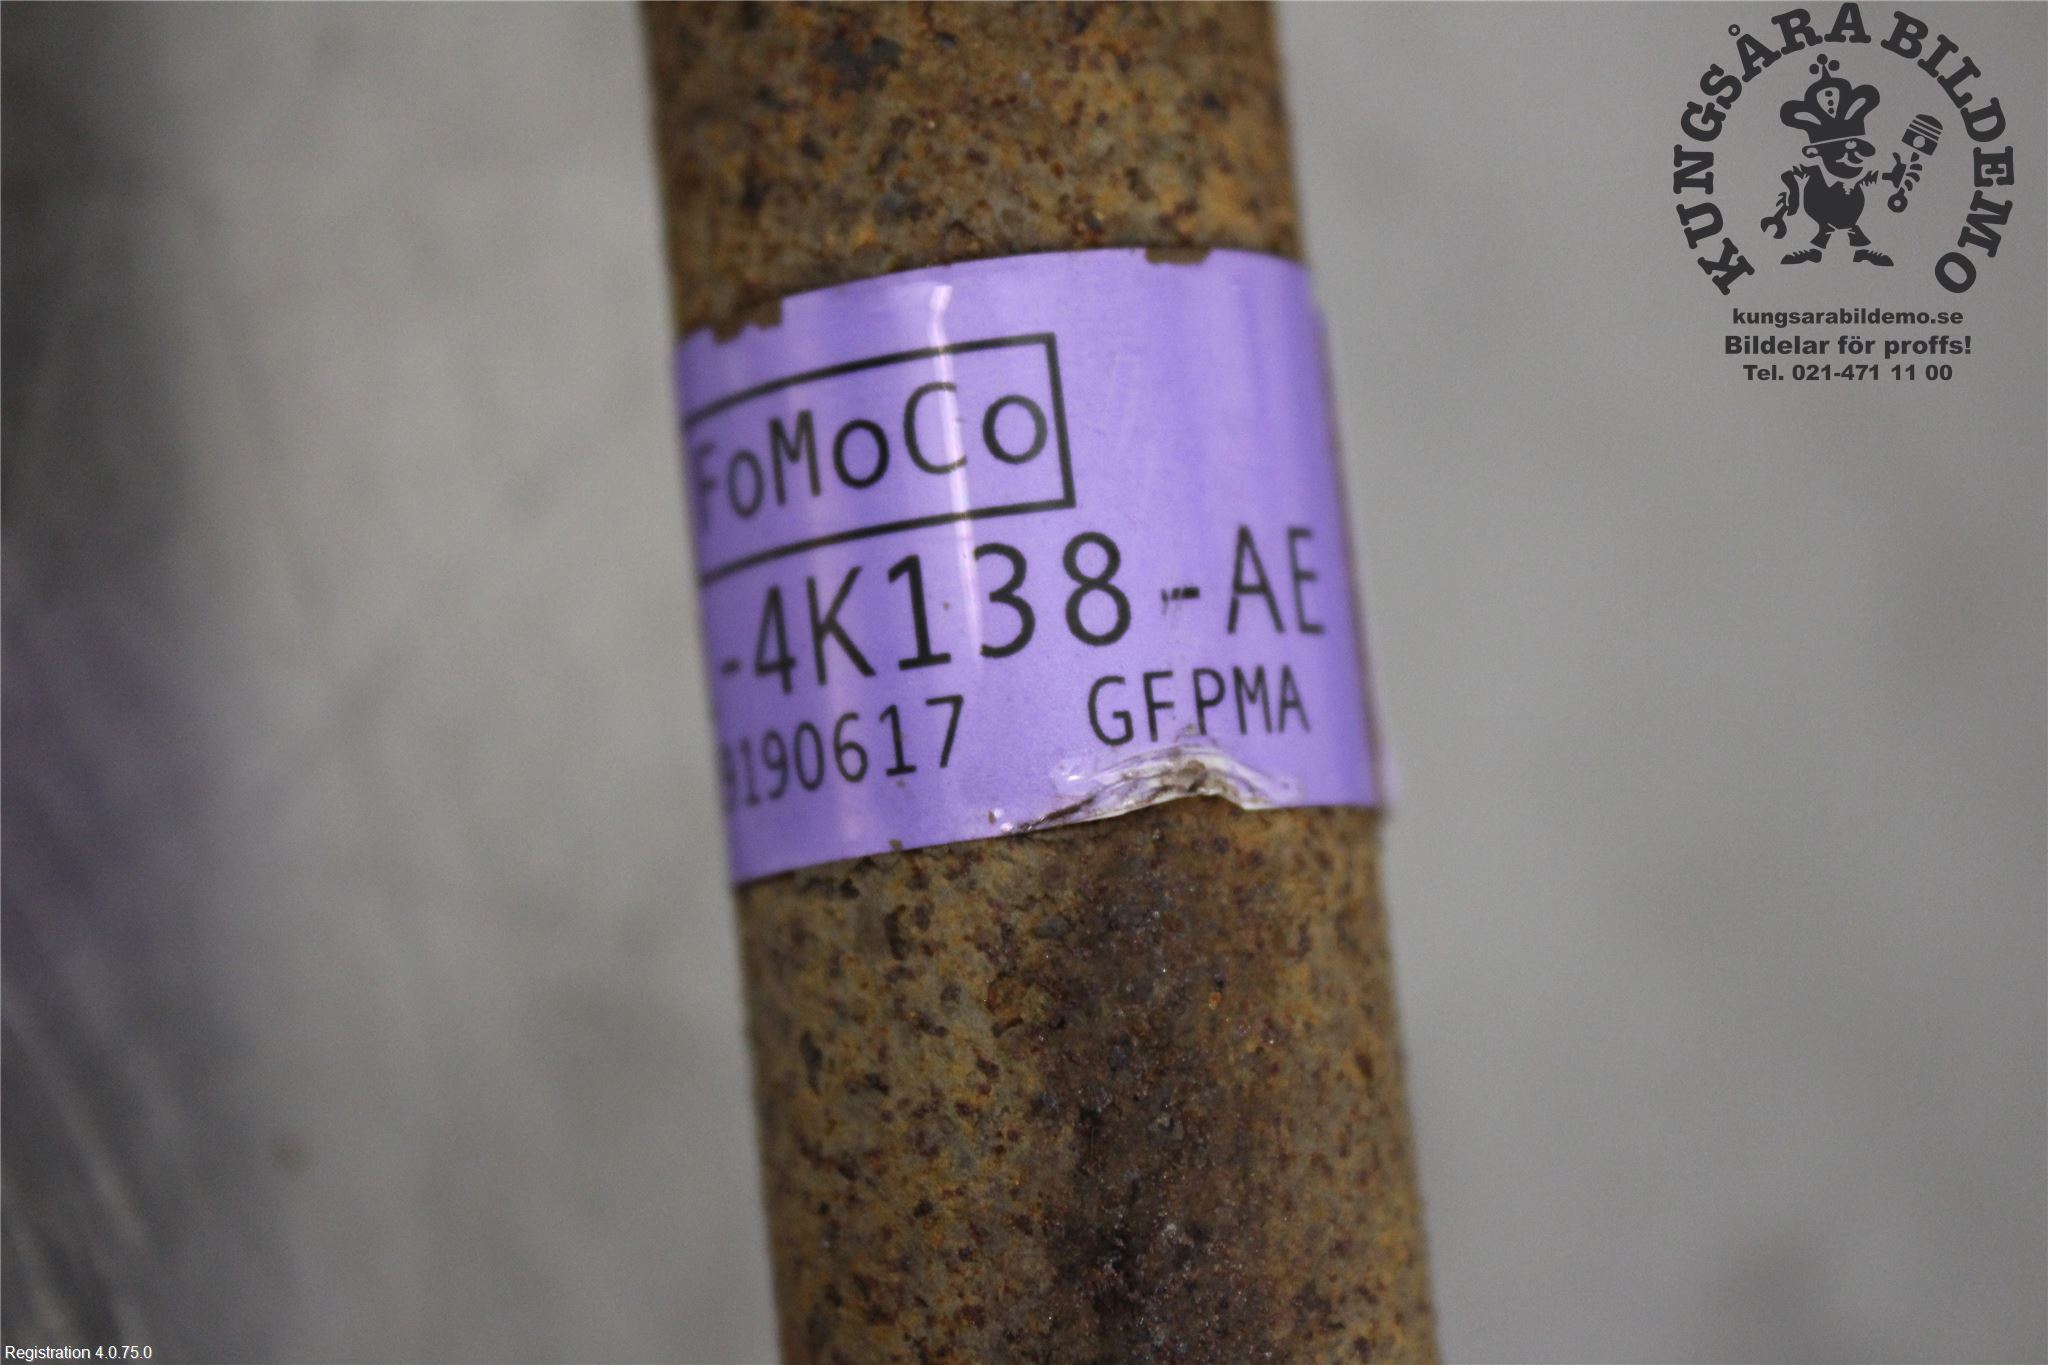 KUNGSÅRA BILDEMO
kungsarabildemo.se
Bildelar för proffs!
Tel. 021-471 11 00
FoMoCo
-4K138--AE
9190617 GFPMA
Registration 4.0.75.0